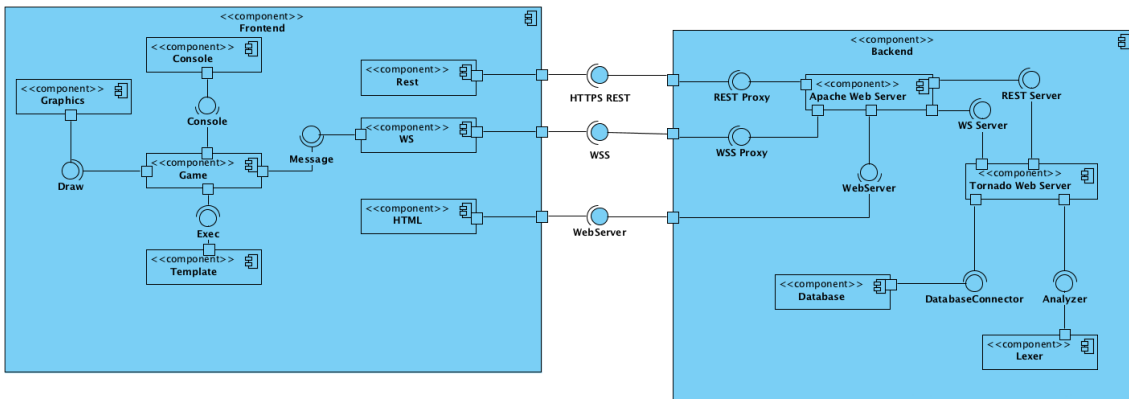 <<component>>
Frontend
<<component>>
Console
<<component>>
Graphics
Console
Draw
<<component>>
Game
Message
Exec
<<component>>
Template
<<component>>
Rest
<<component>>
WS
<<component>>
HTML
HTTPS REST
WSS
WebServer
<<component>>
Backend
REST Proxy
<<component>>
Apache Web Server
REST Server
WS Server
WSS Proxy
WebServer
<<component>>
Tornado Web Server
<<component>>
Database
DatabaseConnector
Analyzer
<<component>>
Lexer